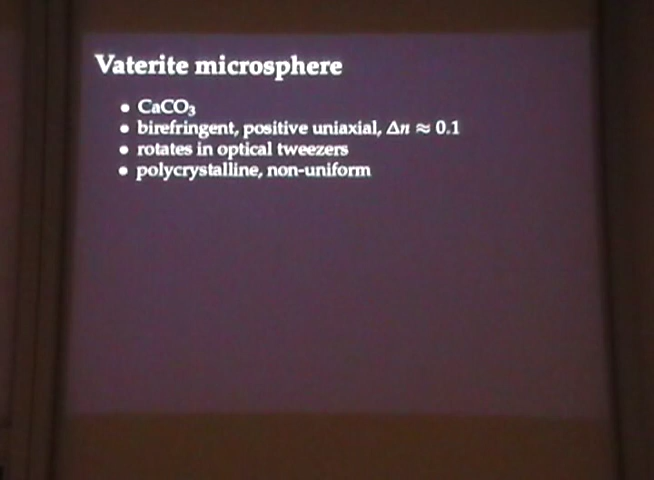 Vaterite microsphere
• CaCO₃
• birefringent, positive uniaxial, Δn ≈ 0.1
• rotates in optical tweezers
• polycrystalline, non-uniform